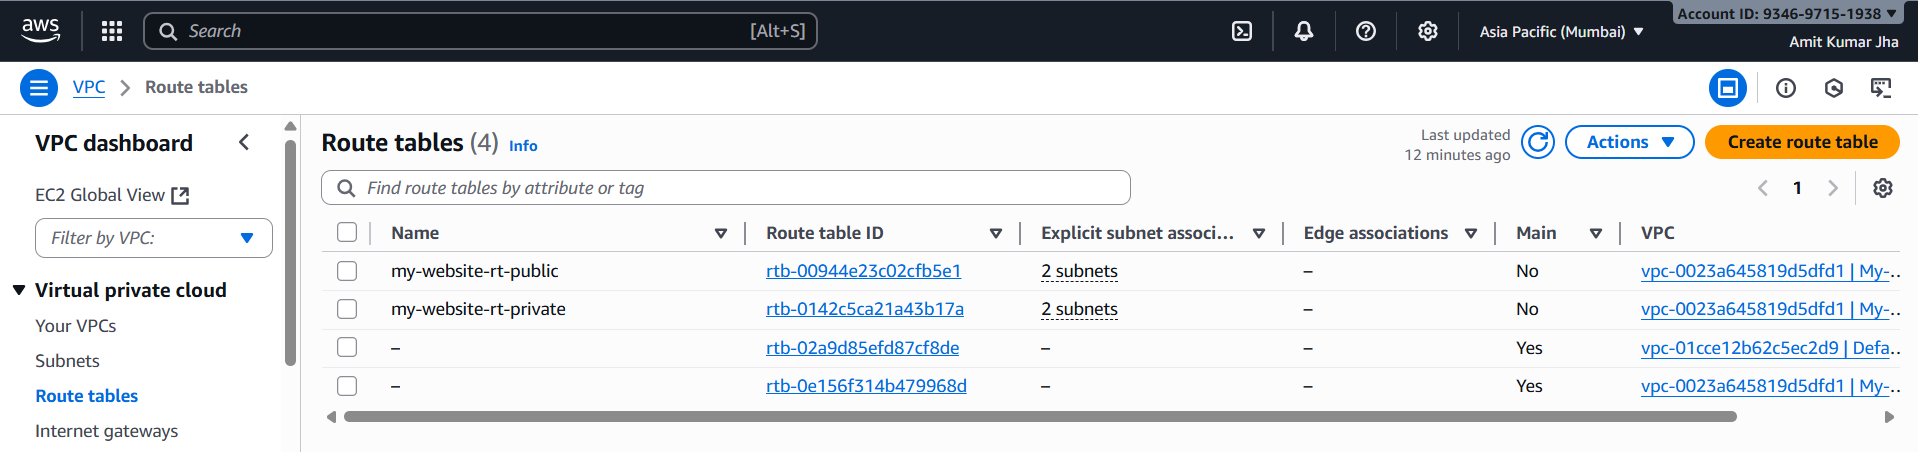 aws
Search [Alt+S]
Asia Pacific (Mumbai)
Account ID: 9346-9715-1938
Amit Kumar Jha
VPC
Route tables
VPC dashboard
EC2 Global View
Filter by VPC:
Virtual private cloud
Your VPCs
Subnets
Route tables
Internet gateways
Route tables (4) Info
Last updated
12 minutes ago
Actions
Create route table
Find route tables by attribute or tag
1
Name Route table ID Explicit subnet associ... Edge associations Main VPC
my-website-rt-public rtb-00944e23c02cfb5e1 2 subnets – No vpc-0023a645819d5dfd1 | My-...
my-website-rt-private rtb-0142c5ca21a43b17a 2 subnets – No vpc-0023a645819d5dfd1 | My-...
– rtb-02a9d85efd87cf8de – – Yes vpc-01cce12b62c5ec2d9 | Defa...
– rtb-0e156f314b479968d – – Yes vpc-0023a645819d5dfd1 | My-...